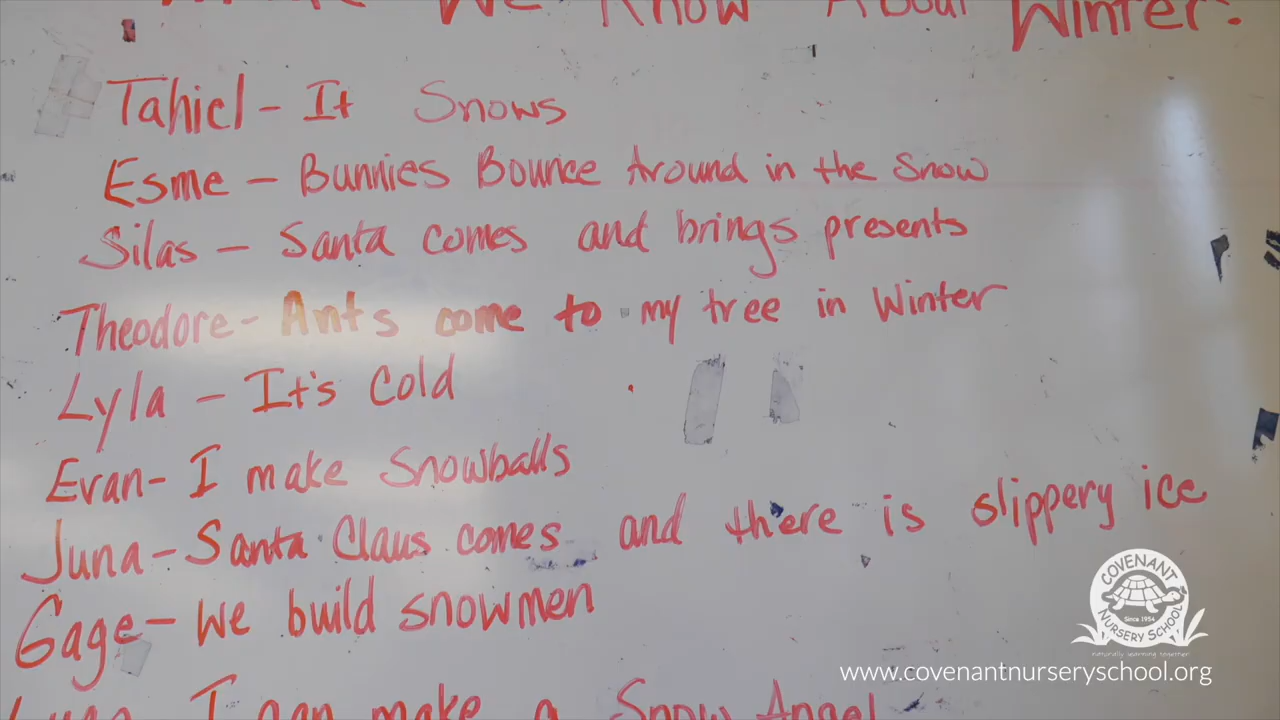 We Know About Winter:
Tahiel - It Snows
Esme - Bunnies Bounce Around in the Snow
Silas - Santa comes and brings presents
Theodore - Ants come to my tree in Winter
Lyla - It's Cold
Evan - I make Snowballs
Juna - Santa Claus comes and there is slippery ice
Gage - We build snowmen
I can make a Snow Angel
COVENANT
Since 1954
NURSERY SCHOOL
naturally learning together
www.covenantnurseryschool.org